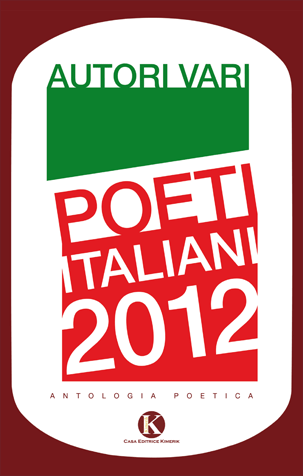 AUTORI VARI
POETI
ITALIANI
2012
ANTOLOGIA POETICA
K
CASA EDITRICE KIMERIK